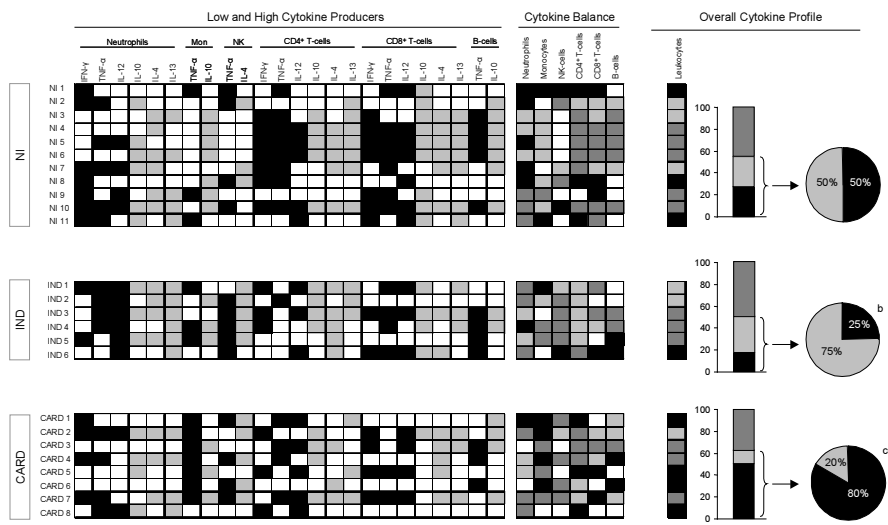 Low and High Cytokine Producers
Cytokine Balance
Overall Cytokine Profile
Neutrophils Mon NK CD4+ T-cells CD8+ T-cells B-cells
IFN-γ TNF-α IL-12 IL-10 IL-4 IL-13 TNF-α IL-10 TNF-α IL-4 IFN-γ TNF-α IL-12 IL-10 IL-4 IL-13 IFN-γ TNF-α IL-12 IL-10 IL-4 IL-13 TNF-α IL-10
Neutrophils Monocytes NK-cells CD4+ T-cells CD8+ T-cells B-cells
Leukocytes
NI
NI 1
NI 2
NI 3
NI 4
NI 5
NI 6
NI 7
NI 8
NI 9
NI 10
NI 11
100
80
60
40
20
0
50% 50%
IND
IND 1
IND 2
IND 3
IND 4
IND 5
IND 6
100
80
60
40
20
0
b
25%
75%
CARD
CARD 1
CARD 2
CARD 3
CARD 4
CARD 5
CARD 6
CARD 7
CARD 8
100
80
60
40
20
0
c
20%
80%